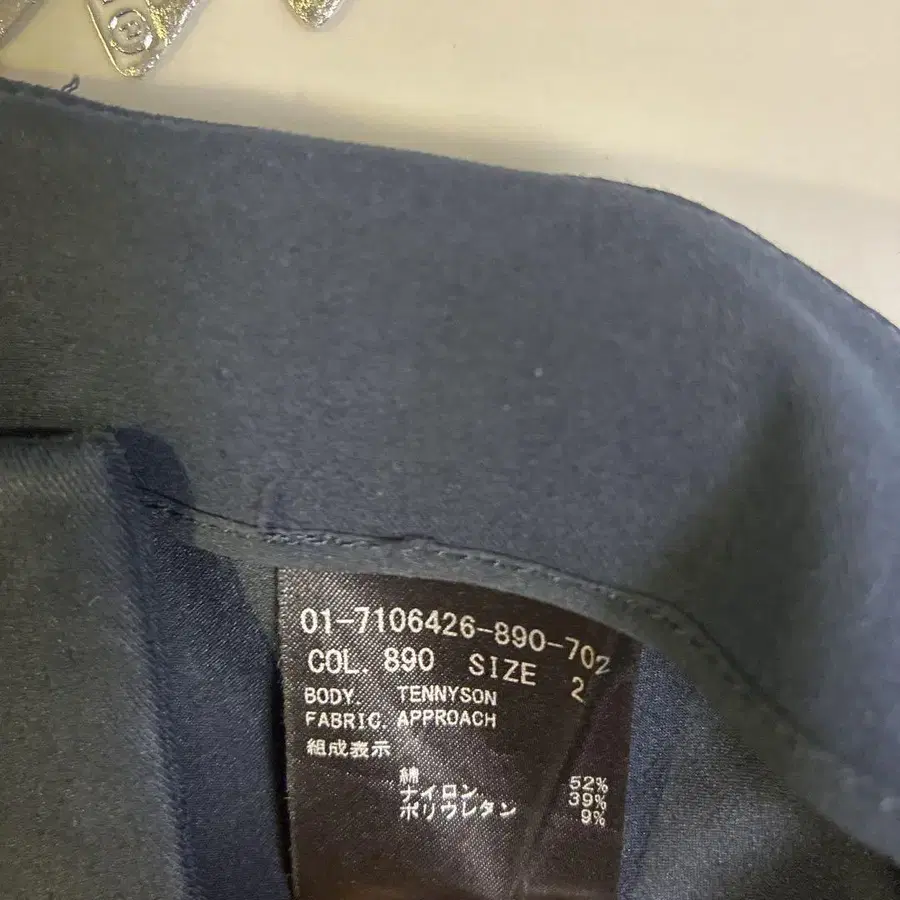 01-7106426-890-702
COL. 890 SIZE 2
BODY. TENNYSON
FABRIC. APPROACH
組成表示
綿 52%
ナイロン 39%
ポリウレタン 9%